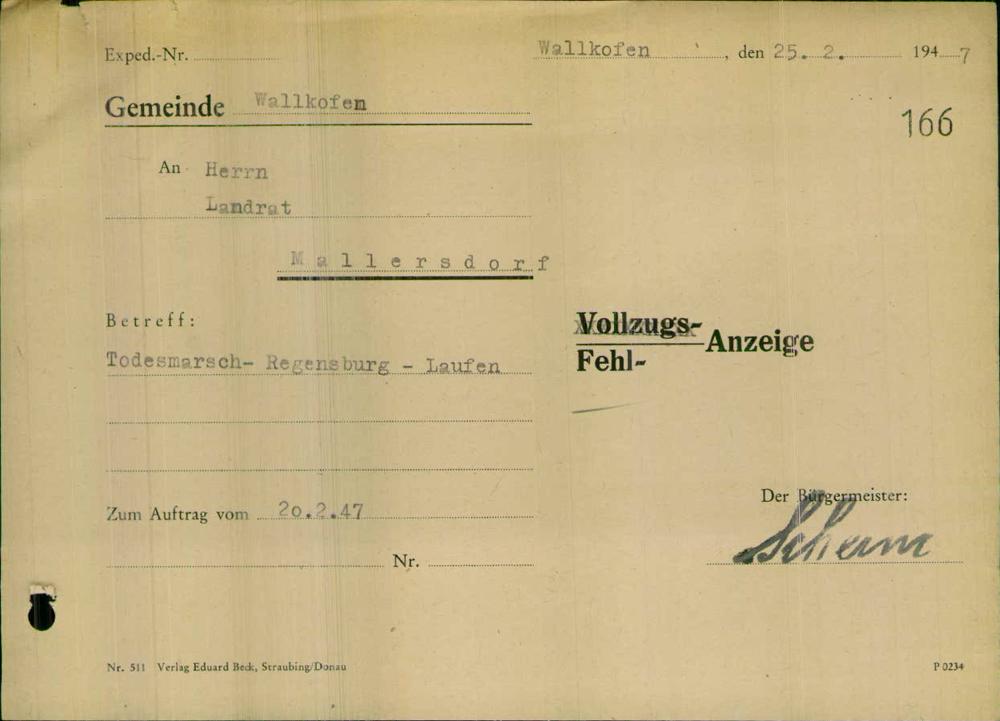 Exped.-Nr.
Wallkofen , den 25. 2. 1947
Gemeinde Wallkofen
166
An Herrn
Landrat
Mallersdorf
Betreff:
Todesmarsch- Regensburg - Laufen
Vollzugs-
Fehl-
Anzeige
Zum Auftrag vom 20.2.47
Nr.
Der Bürgermeister:
Nr. 511 Verlag Eduard Beck, Straubing/Donau
P 0234